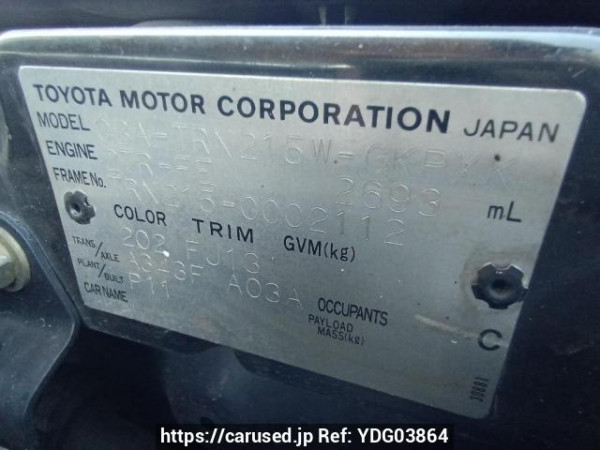 TOYOTA MOTOR CORPORATION JAPAN
MODEL CBA-TRN215W-GKPYK
ENGINE 2TR-FE 2693 mL
FRAME No. TRN215-0002112
COLOR TRIM GVM(kg)
202 FJ13
TRANS/AXLE A343F A03A
PLANT/BUILT P11
CAR NAME OCCUPANTS
PAYLOAD MASS(kg)
C
https://carused.jp Ref: YDG03864